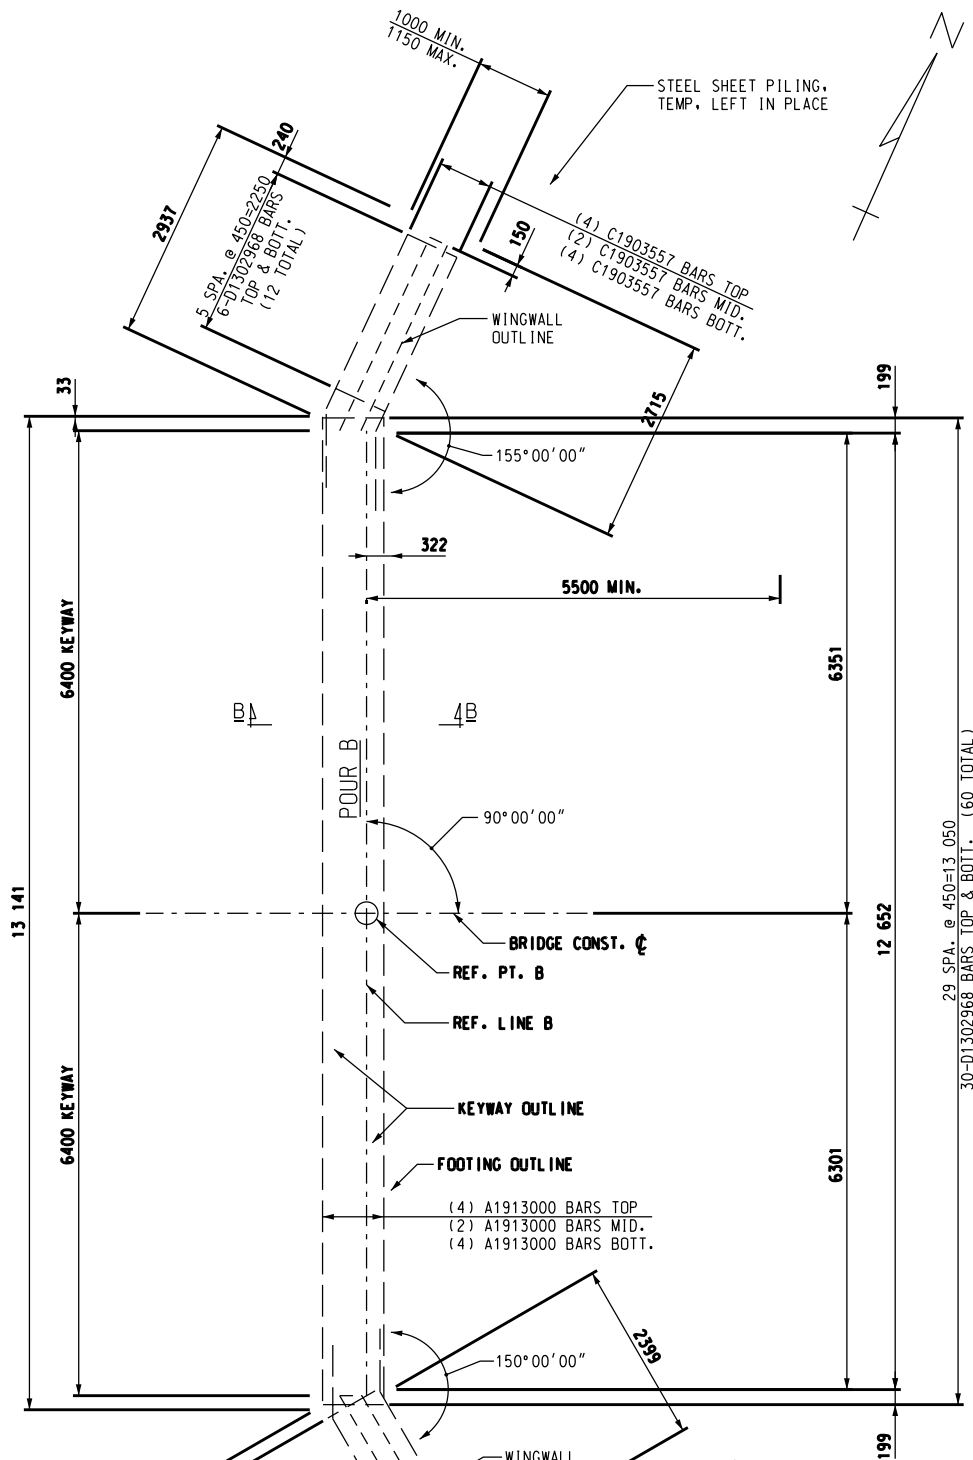 1000 MIN.
1150 MAX.
N
STEEL SHEET PILING,
TEMP. LEFT IN PLACE
240
2937
5 SPA. @ 450=2250
6-D1302968 BARS
TOP & BOTT.
(12 TOTAL)
150
(4) C1903557 BARS TOP
(2) C1903557 BARS MID.
(4) C1903557 BARS BOTT.
WINGWALL
OUTLINE
33
199
2715
155°00'00"
322
5500 MIN.
6400 KEYWAY
6351
B
B
POUR B
90°00'00"
13 141
12 652
29 SPA. @ 450=13 050
30-D1302968 BARS TOP & BOTT. (60 TOTAL)
BRIDGE CONST. ℄
REF. PT. B
REF. LINE B
6400 KEYWAY
KEYWAY OUTLINE
FOOTING OUTLINE
6301
(4) A1913000 BARS TOP
(2) A1913000 BARS MID.
(4) A1913000 BARS BOTT.
2399
150°00'00"
199
WINGWALL